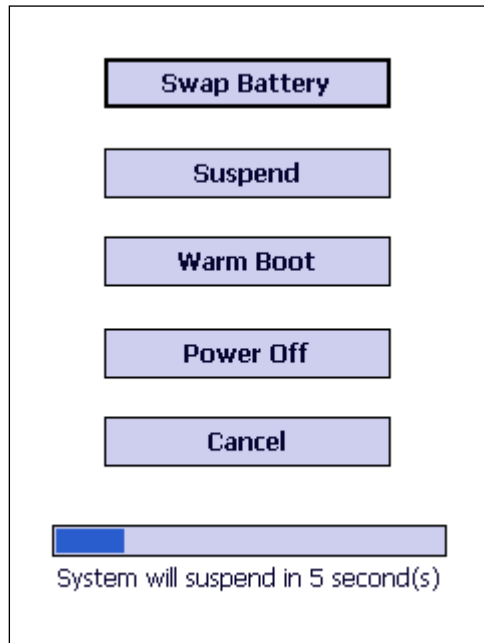 Swap Battery
Suspend
Warm Boot
Power Off
Cancel
System will suspend in 5 second(s)